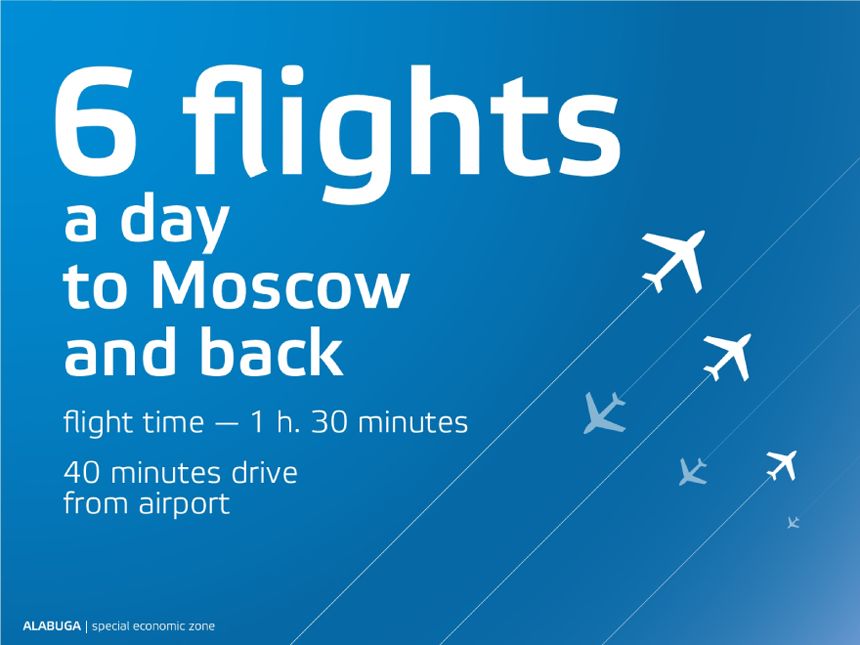 6 flights
a day
to Moscow
and back
flight time — 1 h. 30 minutes
40 minutes drive
from airport
ALABUGA | special economic zone